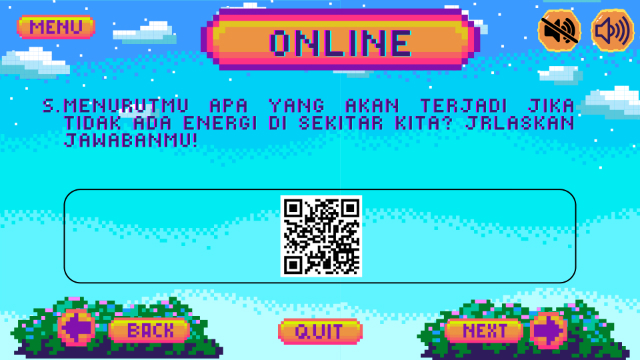 MENU
ONLINE
5.MENURUTMU APA YANG AKAN TERJADI JIKA
TIDAK ADA ENERGI DI SEKITAR KITA? JRLASKAN
JAWABANMU!
BACK
QUIT
NEXT